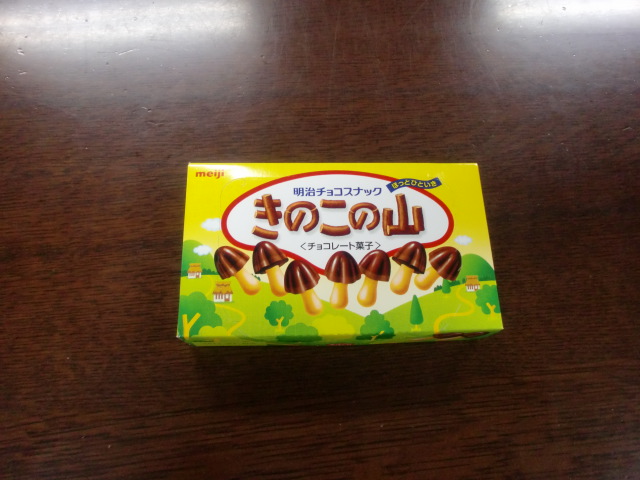 meiji
明治チョコスナック
ほっとひといき
きのこの山
<チョコレート菓子>